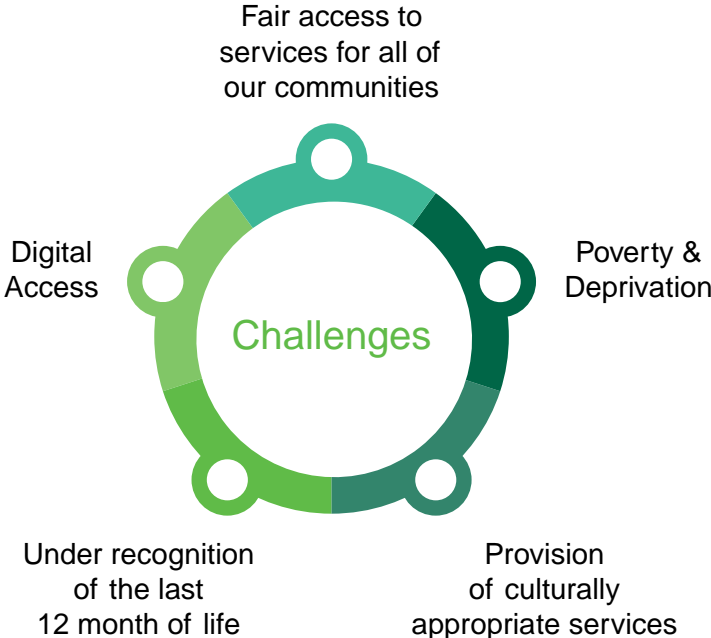 Fair access to
services for all of
our communities
Digital
Access
Poverty &
Deprivation
Challenges
Under recognition
of the last
12 month of life
Provision
of culturally
appropriate services